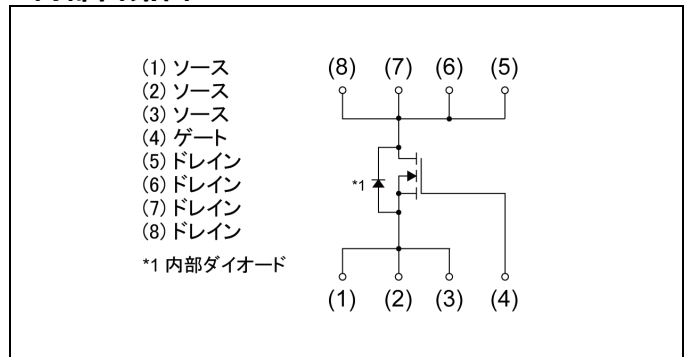 (1) ソース
(2) ソース
(3) ソース
(4) ゲート
(5) ドレイン
(6) ドレイン
(7) ドレイン
(8) ドレイン
*1 内部ダイオード
(8) (7) (6) (5)
*1
(1) (2) (3) (4)